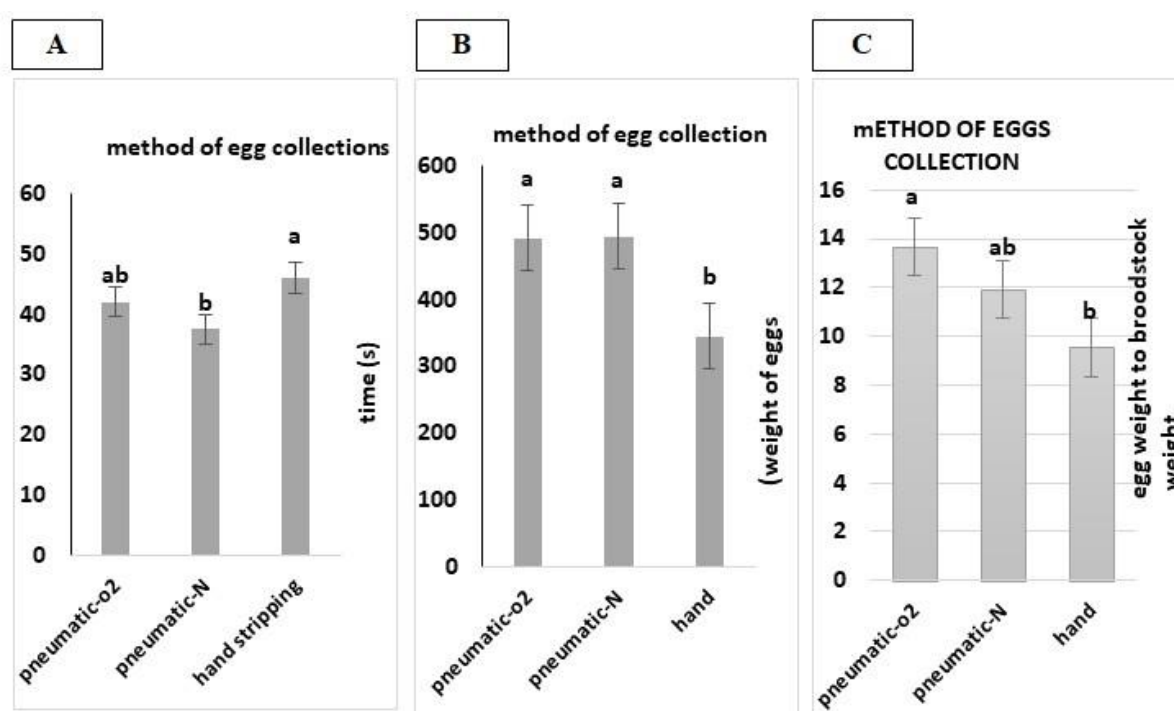 A
method of egg collections
60
50
40
30
20
10
0
ab
b
a
time (s)
pneumatic-o2
pneumatic-N
hand stripping
B
method of egg collection
600
500
400
300
200
100
0
a
a
b
(weight of eggs
pneumatic-o2
pneumatic-N
hand
C
mETHOD OF EGGS
COLLECTION
16
14
12
10
8
6
4
2
0
a
ab
b
egg weight to broodstock
weight
pneumatic-o2
pneumatic-N
hand